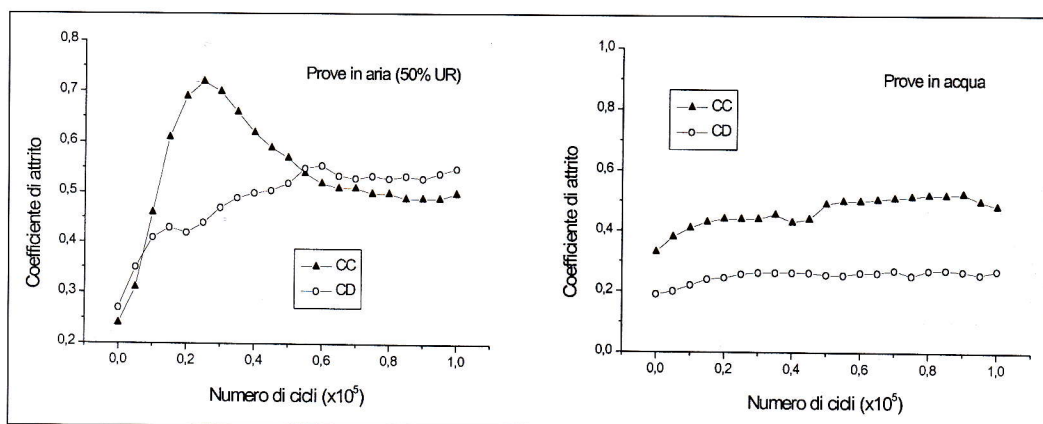 0,8
0,7
0,6
0,5
0,4
0,3
0,2
Coefficiente di attrito
Prove in aria (50% UR)
CC
CD
0,0 0,2 0,4 0,6 0,8 1,0
Numero di cicli (x10⁵)
1,0
0,8
0,6
0,4
0,2
0,0
Coefficiente di attrito
Prove in acqua
CC
CD
0,0 0,2 0,4 0,6 0,8 1,0
Numero di cicli (x10⁵)